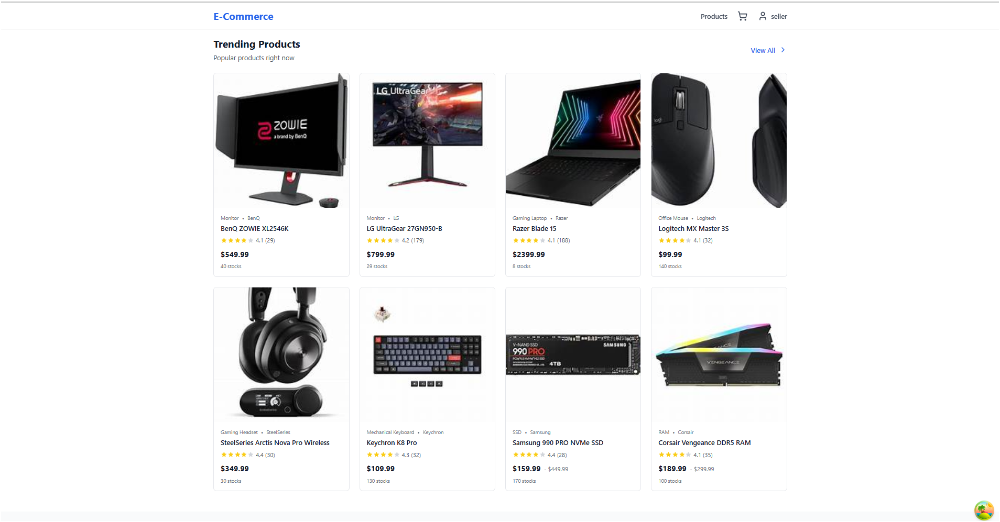 E-Commerce
Products
seller
Trending Products
Popular products right now
View All
ZOWIE
a brand by BenQ
LG UltraGear
logi
Monitor • BenQ
BenQ ZOWIE XL2546K
4.1 (29)
$549.99
40 stocks
Monitor • LG
LG UltraGear 27GN950-B
4.2 (179)
$799.99
29 stocks
Gaming Laptop • Razer
Razer Blade 15
4.1 (188)
$2399.99
8 stocks
Office Mouse • Logitech
Logitech MX Master 3S
4.1 (32)
$99.99
140 stocks
V-NAND SSD
990 PRO
SAMSUNG
4TB
VENGEANCE
Gaming Headset • SteelSeries
SteelSeries Arctis Nova Pro Wireless
4.4 (30)
$349.99
30 stocks
Mechanical Keyboard • Keychron
Keychron K8 Pro
4.3 (32)
$109.99
130 stocks
SSD • Samsung
Samsung 990 PRO NVMe SSD
4.4 (28)
$159.99 - $449.99
170 stocks
RAM • Corsair
Corsair Vengeance DDR5 RAM
4.1 (35)
$189.99 - $299.99
100 stocks